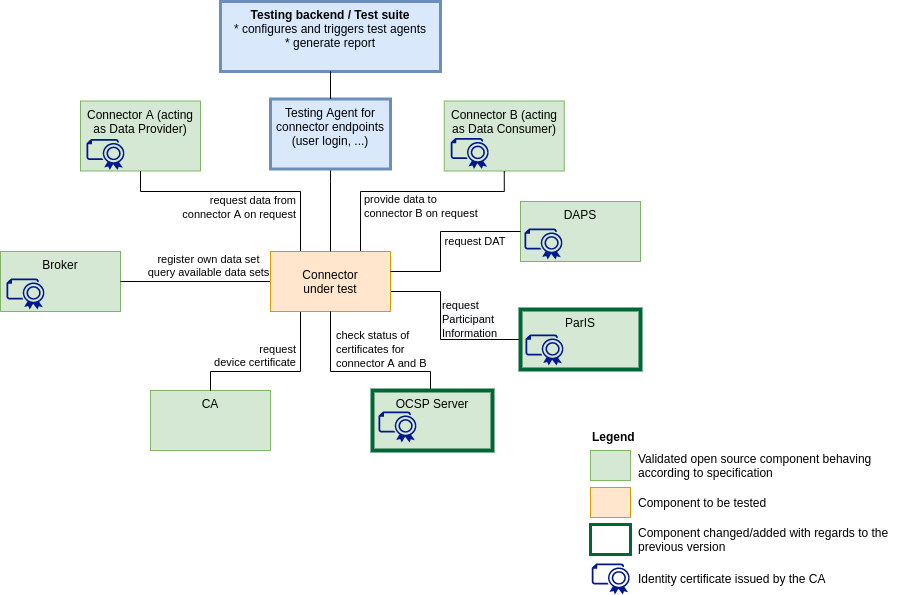 Testing backend / Test suite
* configures and triggers test agents
* generate report
Connector A (acting
as Data Provider)
Testing Agent for
connector endpoints
(user login, ...)
Connector B (acting
as Data Consumer)
request data from
connector A on request
provide data to
connector B on request
DAPS
request DAT
Broker
register own data set
query available data sets
Connector
under test
request
Participant
Information
ParIS
request
device certificate
check status of
certificates for
connector A and B
CA
OCSP Server
Legend
Validated open source component behaving
according to specification
Component to be tested
Component changed/added with regards to the
previous version
Identity certificate issued by the CA